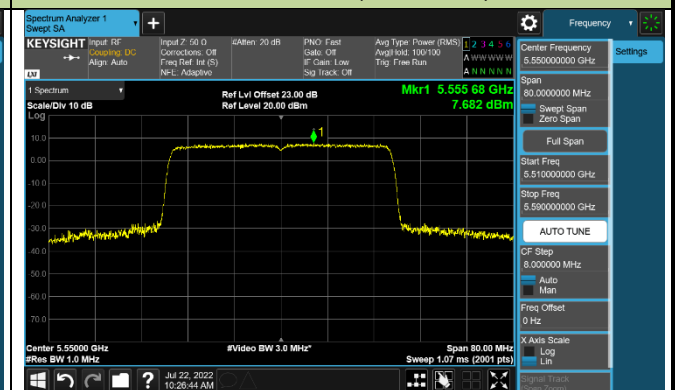 Spectrum Analyzer 1
Swept SA
+
Frequency
KEYSIGHT
Input: RF
Coupling: DC
Align: Auto
Input Z: 50 Ω
Corrections: Off
Freq Ref: Int (S)
NFE: Adaptive
#Atten: 20 dB
PNO: Fast
Gate: Off
IF Gain: Low
Sig Track: Off
Avg Type: Power (RMS)
Avg|Hold: 100/100
Trig: Free Run
1 2 3 4 5 6
A W W W W W
A N N N N N
LXI
1 Spectrum
Scale/Div 10 dB
Log
Ref Lvl Offset 23.00 dB
Ref Level 20.00 dBm
Mkr1 5.555 68 GHz
7.682 dBm
1
10.0
0.00
-10.0
-20.0
-30.0
-40.0
-50.0
-60.0
-70.0
Center 5.55000 GHz
#Res BW 1.0 MHz
#Video BW 3.0 MHz*
Span 80.00 MHz
Sweep 1.07 ms (2001 pts)
Jul 22, 2022
10:26:44 AM
Center Frequency
5.550000000 GHz
Span
80.0000000 MHz
Swept Span
Zero Span
Full Span
Start Freq
5.510000000 GHz
Stop Freq
5.590000000 GHz
AUTO TUNE
CF Step
8.000000 MHz
Auto
Man
Freq Offset
0 Hz
X Axis Scale
Log
Lin
Signal Track
(Span Zoom)
Settings